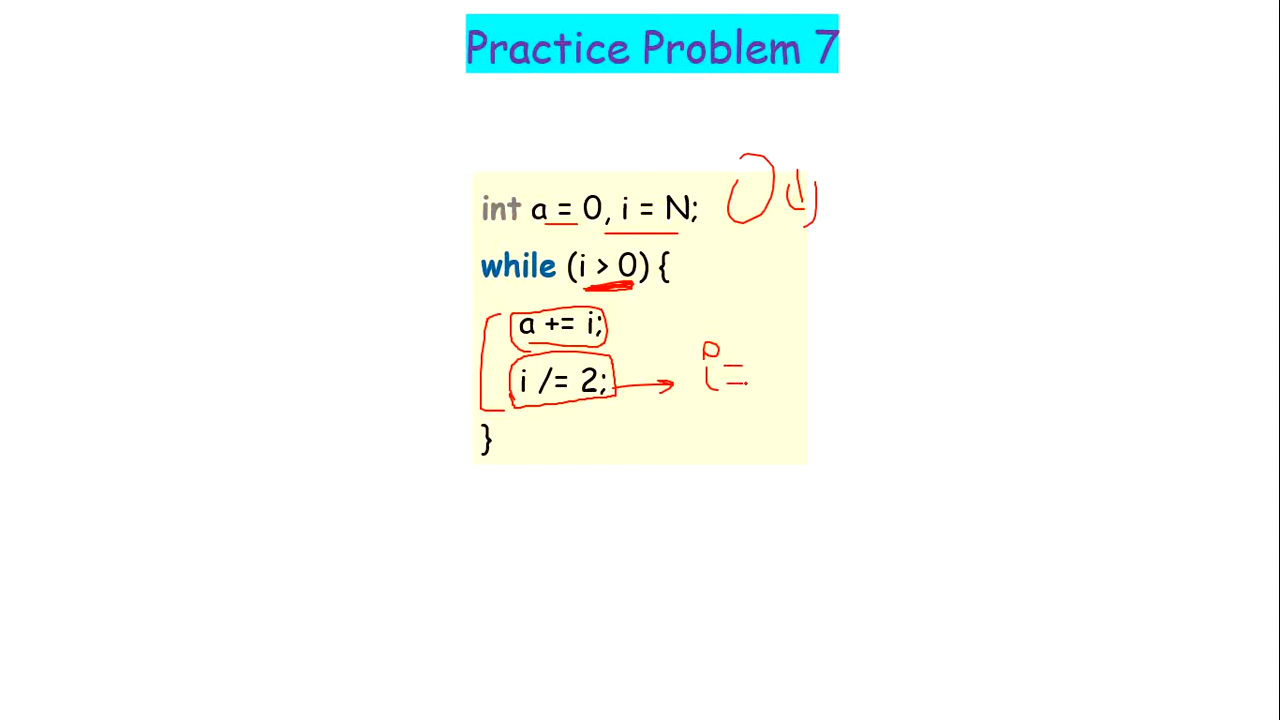 Practice Problem 7
int a = 0, i = N; O(1)
while (i > 0) {
a += i;
i /= 2; i =
}